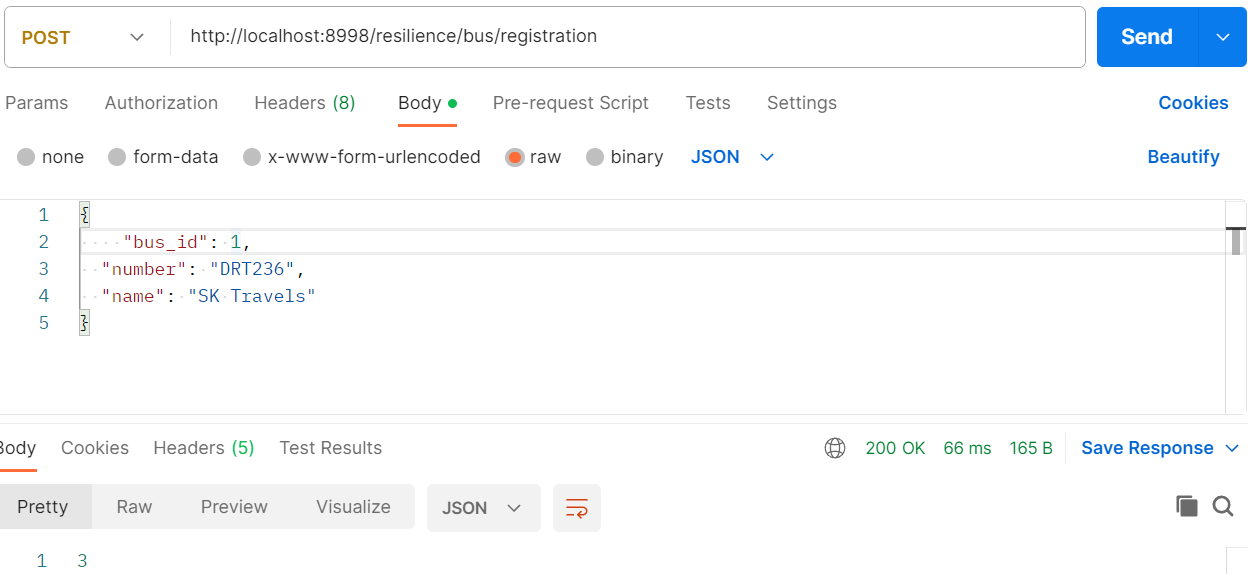 POST http://localhost:8998/resilience/bus/registration Send
Params Authorization Headers (8) Body Pre-request Script Tests Settings Cookies
none form-data x-www-form-urlencoded raw binary JSON Beautify
1 {
2 "bus_id": 1,
3 "number": "DRT236",
4 "name": "SK Travels"
5 }
Body Cookies Headers (5) Test Results 200 OK 66 ms 165 B Save Response
Pretty Raw Preview Visualize JSON
1 3